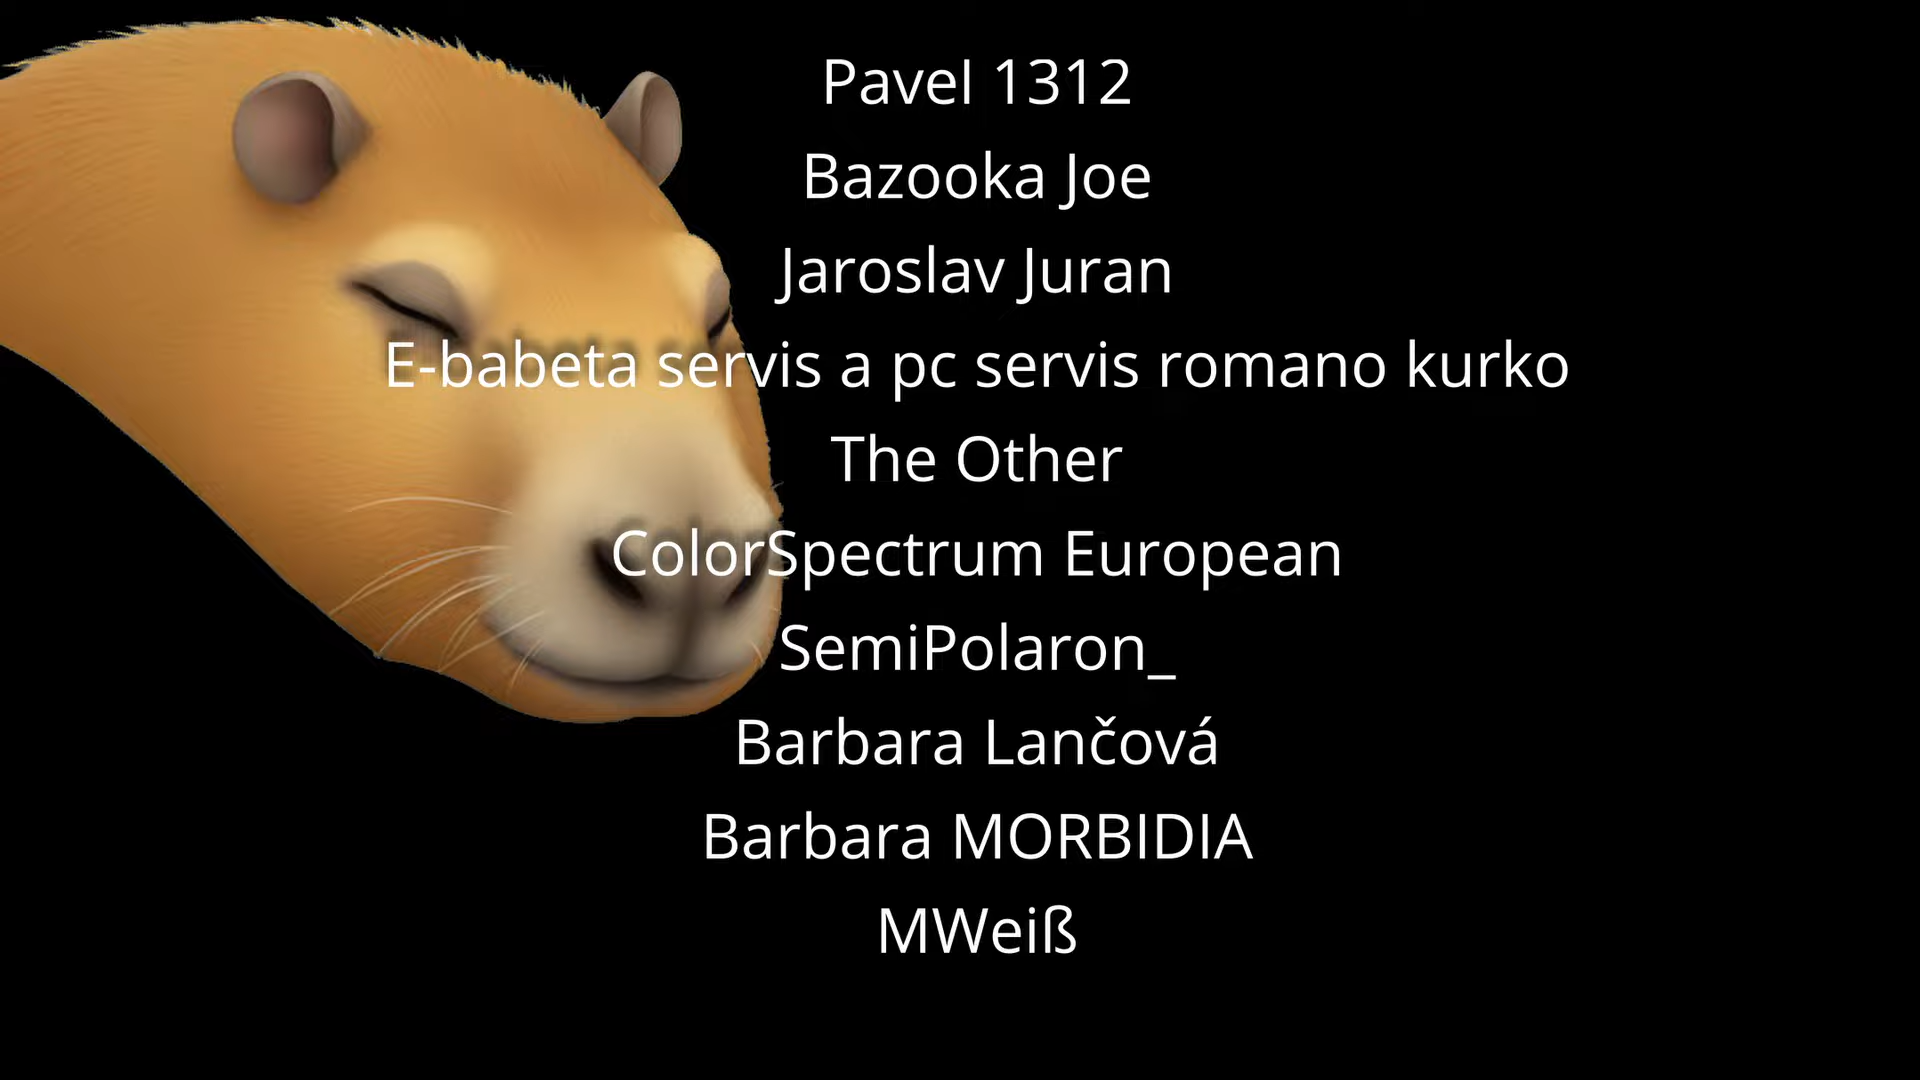 Pavel 1312
Bazooka Joe
Jaroslav Juran
E-babeta servis a pc servis romano kurko
The Other
ColorSpectrum European
SemiPolaron_
Barbara Lančová
Barbara MORBIDIA
MWeiß